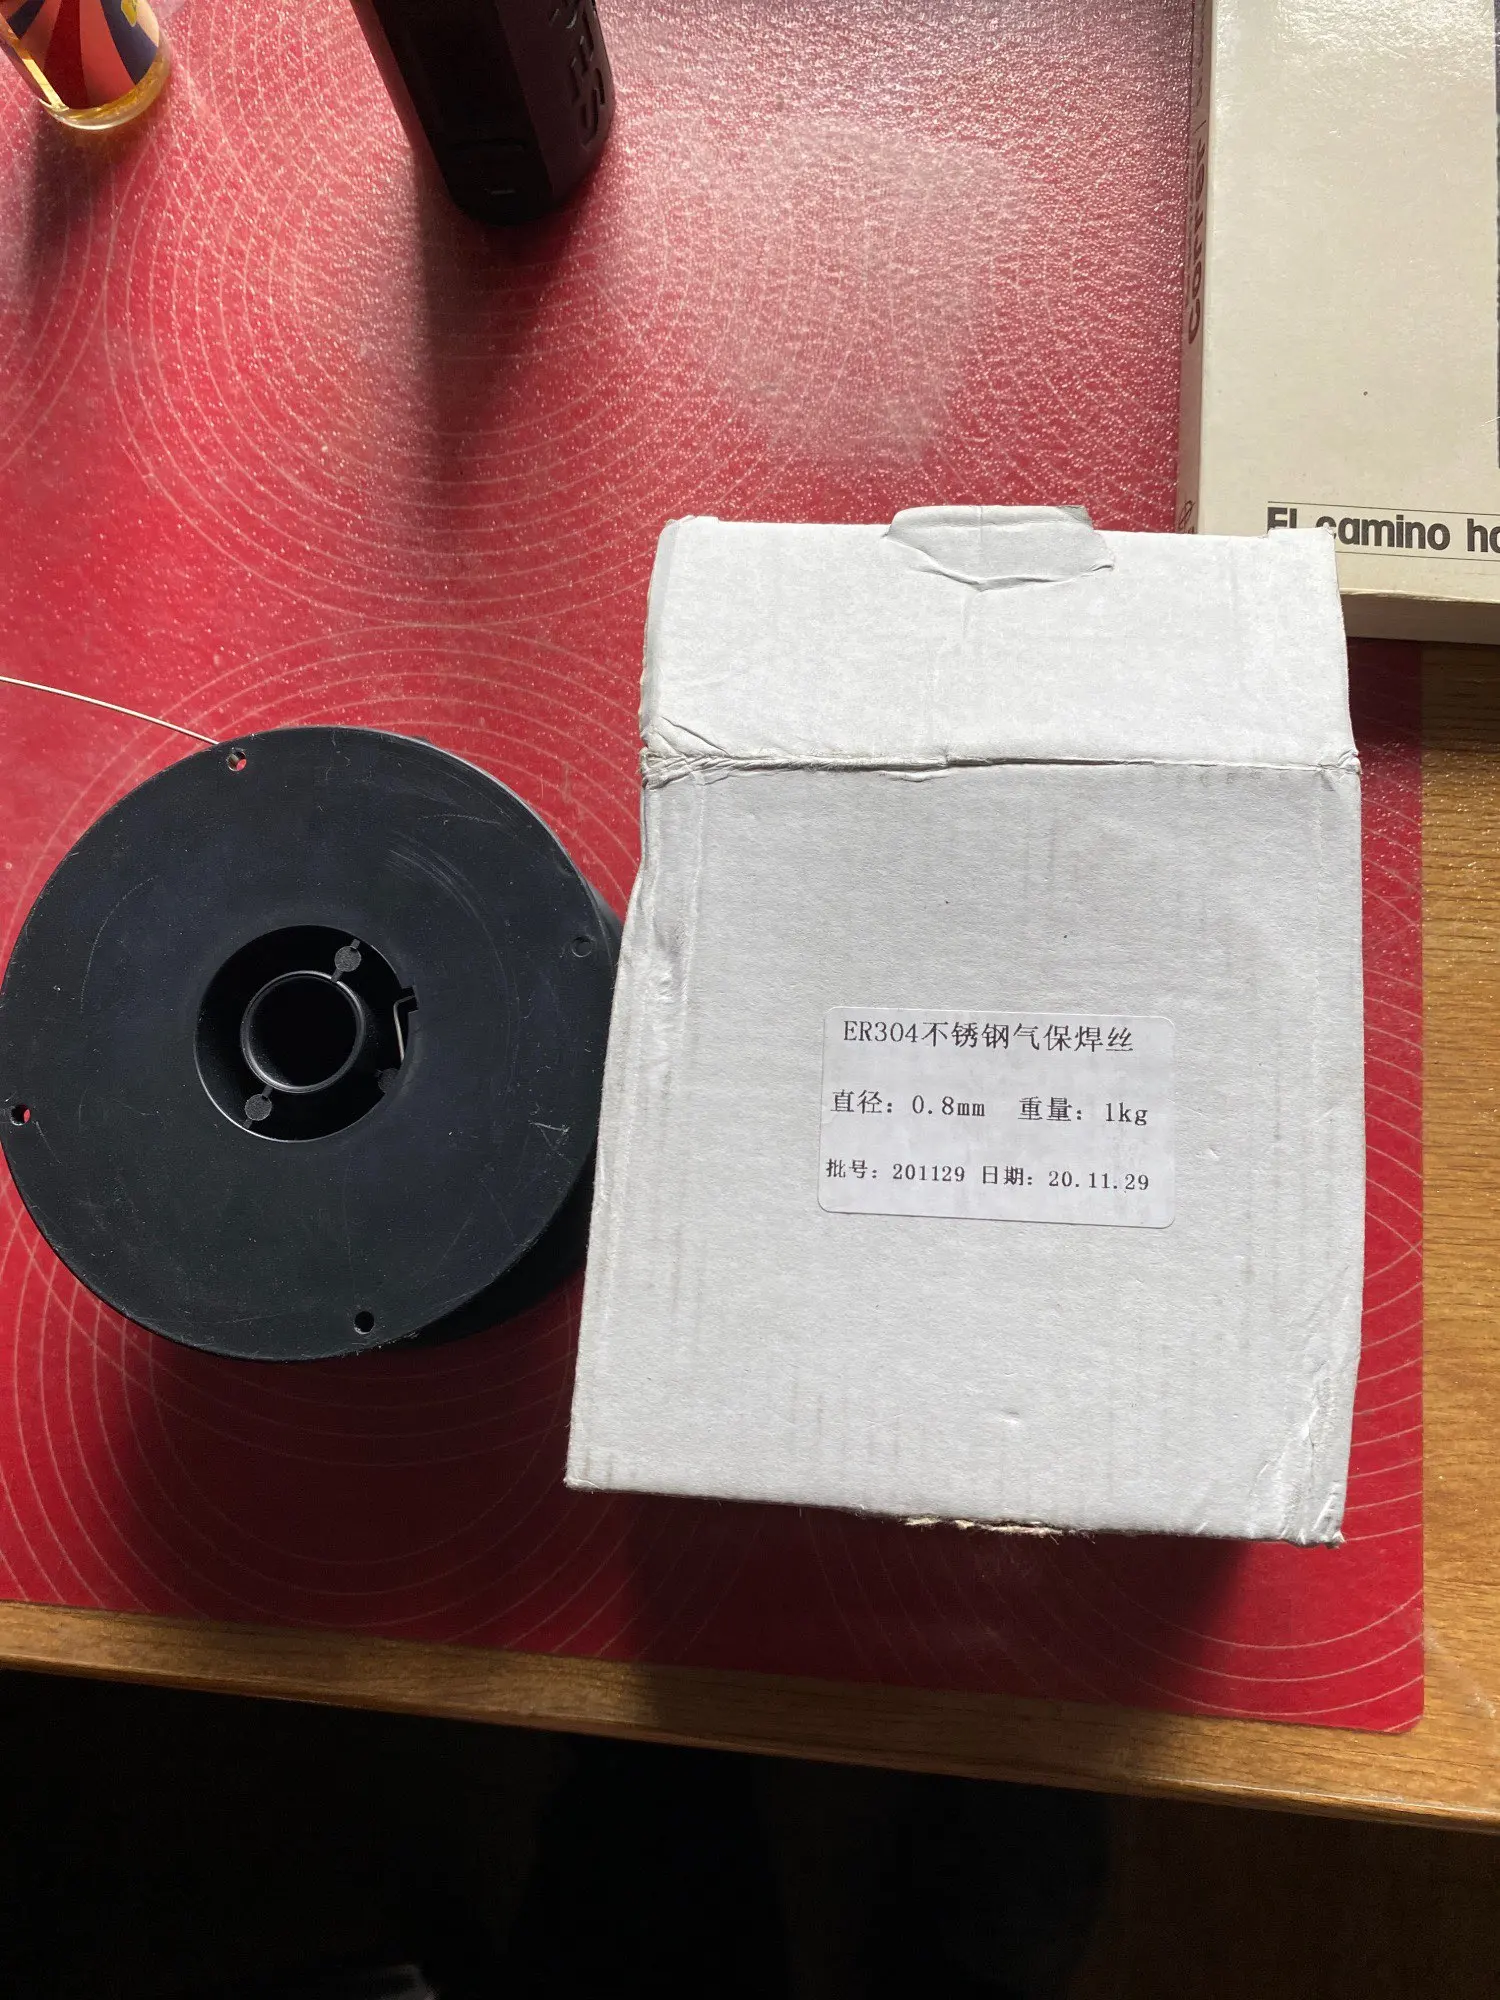 El camino ha
ER304不锈钢气保焊丝
直径: 0.8mm 重量: 1kg
批号: 201129 日期: 20.11.29